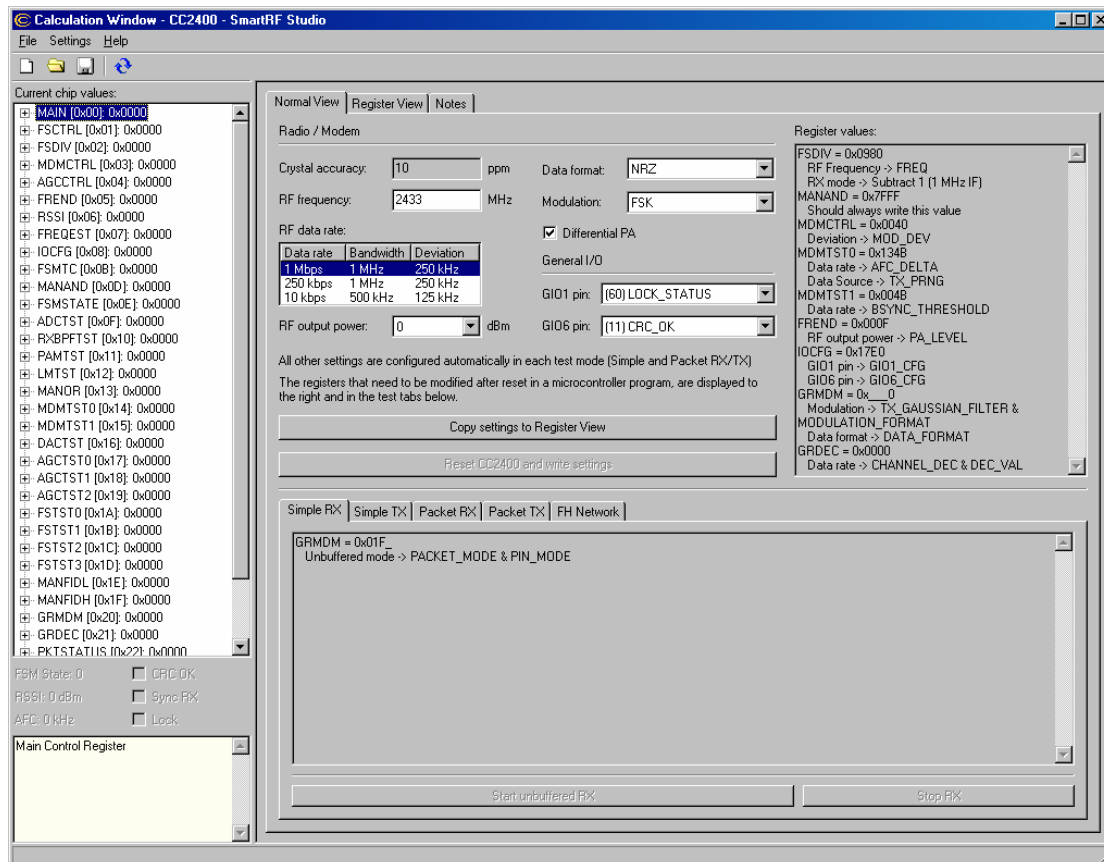 Calculation Window - CC2400 - SmartRF Studio
File Settings Help
Current chip values:
MAIN [0x00]: 0x0000
FSCTRL [0x01]: 0x0000
FSDIV [0x02]: 0x0000
MDMCTRL [0x03]: 0x0000
AGCCTRL [0x04]: 0x0000
FREND [0x05]: 0x0000
RSSI [0x06]: 0x0000
FREQEST [0x07]: 0x0000
IOCFG [0x08]: 0x0000
FSMTC [0x0B]: 0x0000
MANAND [0x0D]: 0x0000
FSMSTATE [0x0E]: 0x0000
ADCTST [0x0F]: 0x0000
RXBPFTST [0x10]: 0x0000
PAMTST [0x11]: 0x0000
LMTST [0x12]: 0x0000
MANOR [0x13]: 0x0000
MDMTST0 [0x14]: 0x0000
MDMTST1 [0x15]: 0x0000
DACTST [0x16]: 0x0000
AGCTST0 [0x17]: 0x0000
AGCTST1 [0x18]: 0x0000
AGCTST2 [0x19]: 0x0000
FSTST0 [0x1A]: 0x0000
FSTST1 [0x1B]: 0x0000
FSTST2 [0x1C]: 0x0000
FSTST3 [0x1D]: 0x0000
MANFIDL [0x1E]: 0x0000
MANFIDH [0x1F]: 0x0000
GRMDM [0x20]: 0x0000
GRDEC [0x21]: 0x0000
PKTSTATUS [0x22]: 0x0000
FSM State: 0 CRC OK
RSSI: 0 dBm Sync RX
AFC: 0 kHz Lock
Main Control Register
Normal View Register View Notes
Radio / Modem
Crystal accuracy: 10 ppm
RF frequency: 2433 MHz
RF data rate:
Data rate Bandwidth Deviation
1 Mbps 1 MHz 250 kHz
250 kbps 1 MHz 250 kHz
10 kbps 500 kHz 125 kHz
RF output power: 0 dBm
Data format: NRZ
Modulation: FSK
Differential PA
General I/O
GIO1 pin: (60) LOCK_STATUS
GIO6 pin: (11) CRC_OK
All other settings are configured automatically in each test mode (Simple and Packet RX/TX)
The registers that need to be modified after reset in a microcontroller program, are displayed to
the right and in the test tabs below.
Copy settings to Register View
Reset CC2400 and write settings
Register values:
FSDIV = 0x0980
RF Frequency -> FREQ
RX mode -> Subtract 1 (1 MHz IF)
MANAND = 0x7FFF
Should always write this value
MDMCTRL = 0x0040
Deviation -> MOD_DEV
MDMTST0 = 0x134B
Data rate -> AFC_DELTA
Data Source -> TX_PRNG
MDMTST1 = 0x004B
Data rate -> BSYNC_THRESHOLD
FREND = 0x000F
RF output power -> PA_LEVEL
IOCFG = 0x17E0
GIO1 pin -> GIO1_CFG
GIO6 pin -> GIO6_CFG
GRMDM = 0x___0
Modulation -> TX_GAUSSIAN_FILTER &
MODULATION_FORMAT
Data format -> DATA_FORMAT
GRDEC = 0x0000
Data rate -> CHANNEL_DEC & DEC_VAL
Simple RX Simple TX Packet RX Packet TX FH Network
GRMDM = 0x01F_
Unbuffered mode -> PACKET_MODE & PIN_MODE
Start unbuffered RX
Stop RX